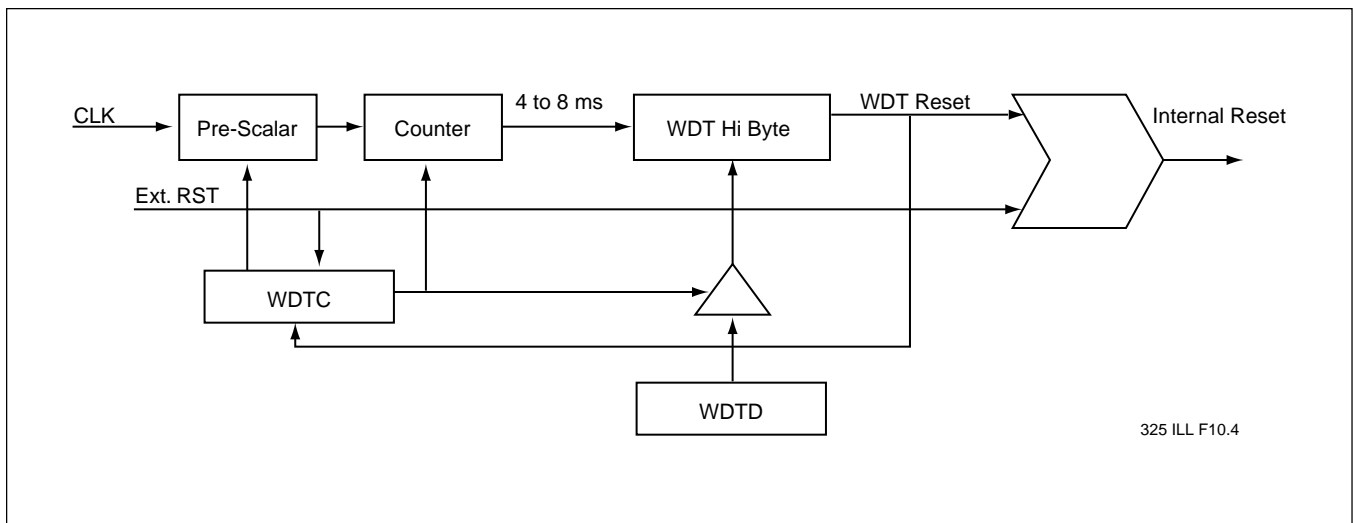 CLK
Pre-Scalar
Counter
4 to 8 ms
WDT Hi Byte
WDT Reset
Internal Reset
Ext. RST
WDTC
WDTD
325 ILL F10.4